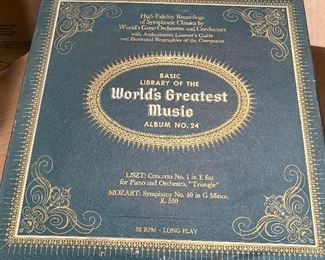 High Fidelity Recordings
of Symphonic Classics by
World's Great Orchestras and Conductors
with Authoritative Listener's Guide
and Illustrated Biographies of the Composers
BASIC
LIBRARY OF THE
World's Greatest
Music
ALBUM NO. 24
LISZT: Concerto No. 1 in E flat
for Piano and Orchestra, "Triangle"
MOZART: Symphony No. 40 in G Minor,
K. 550
33 RPM - LONG PLAY